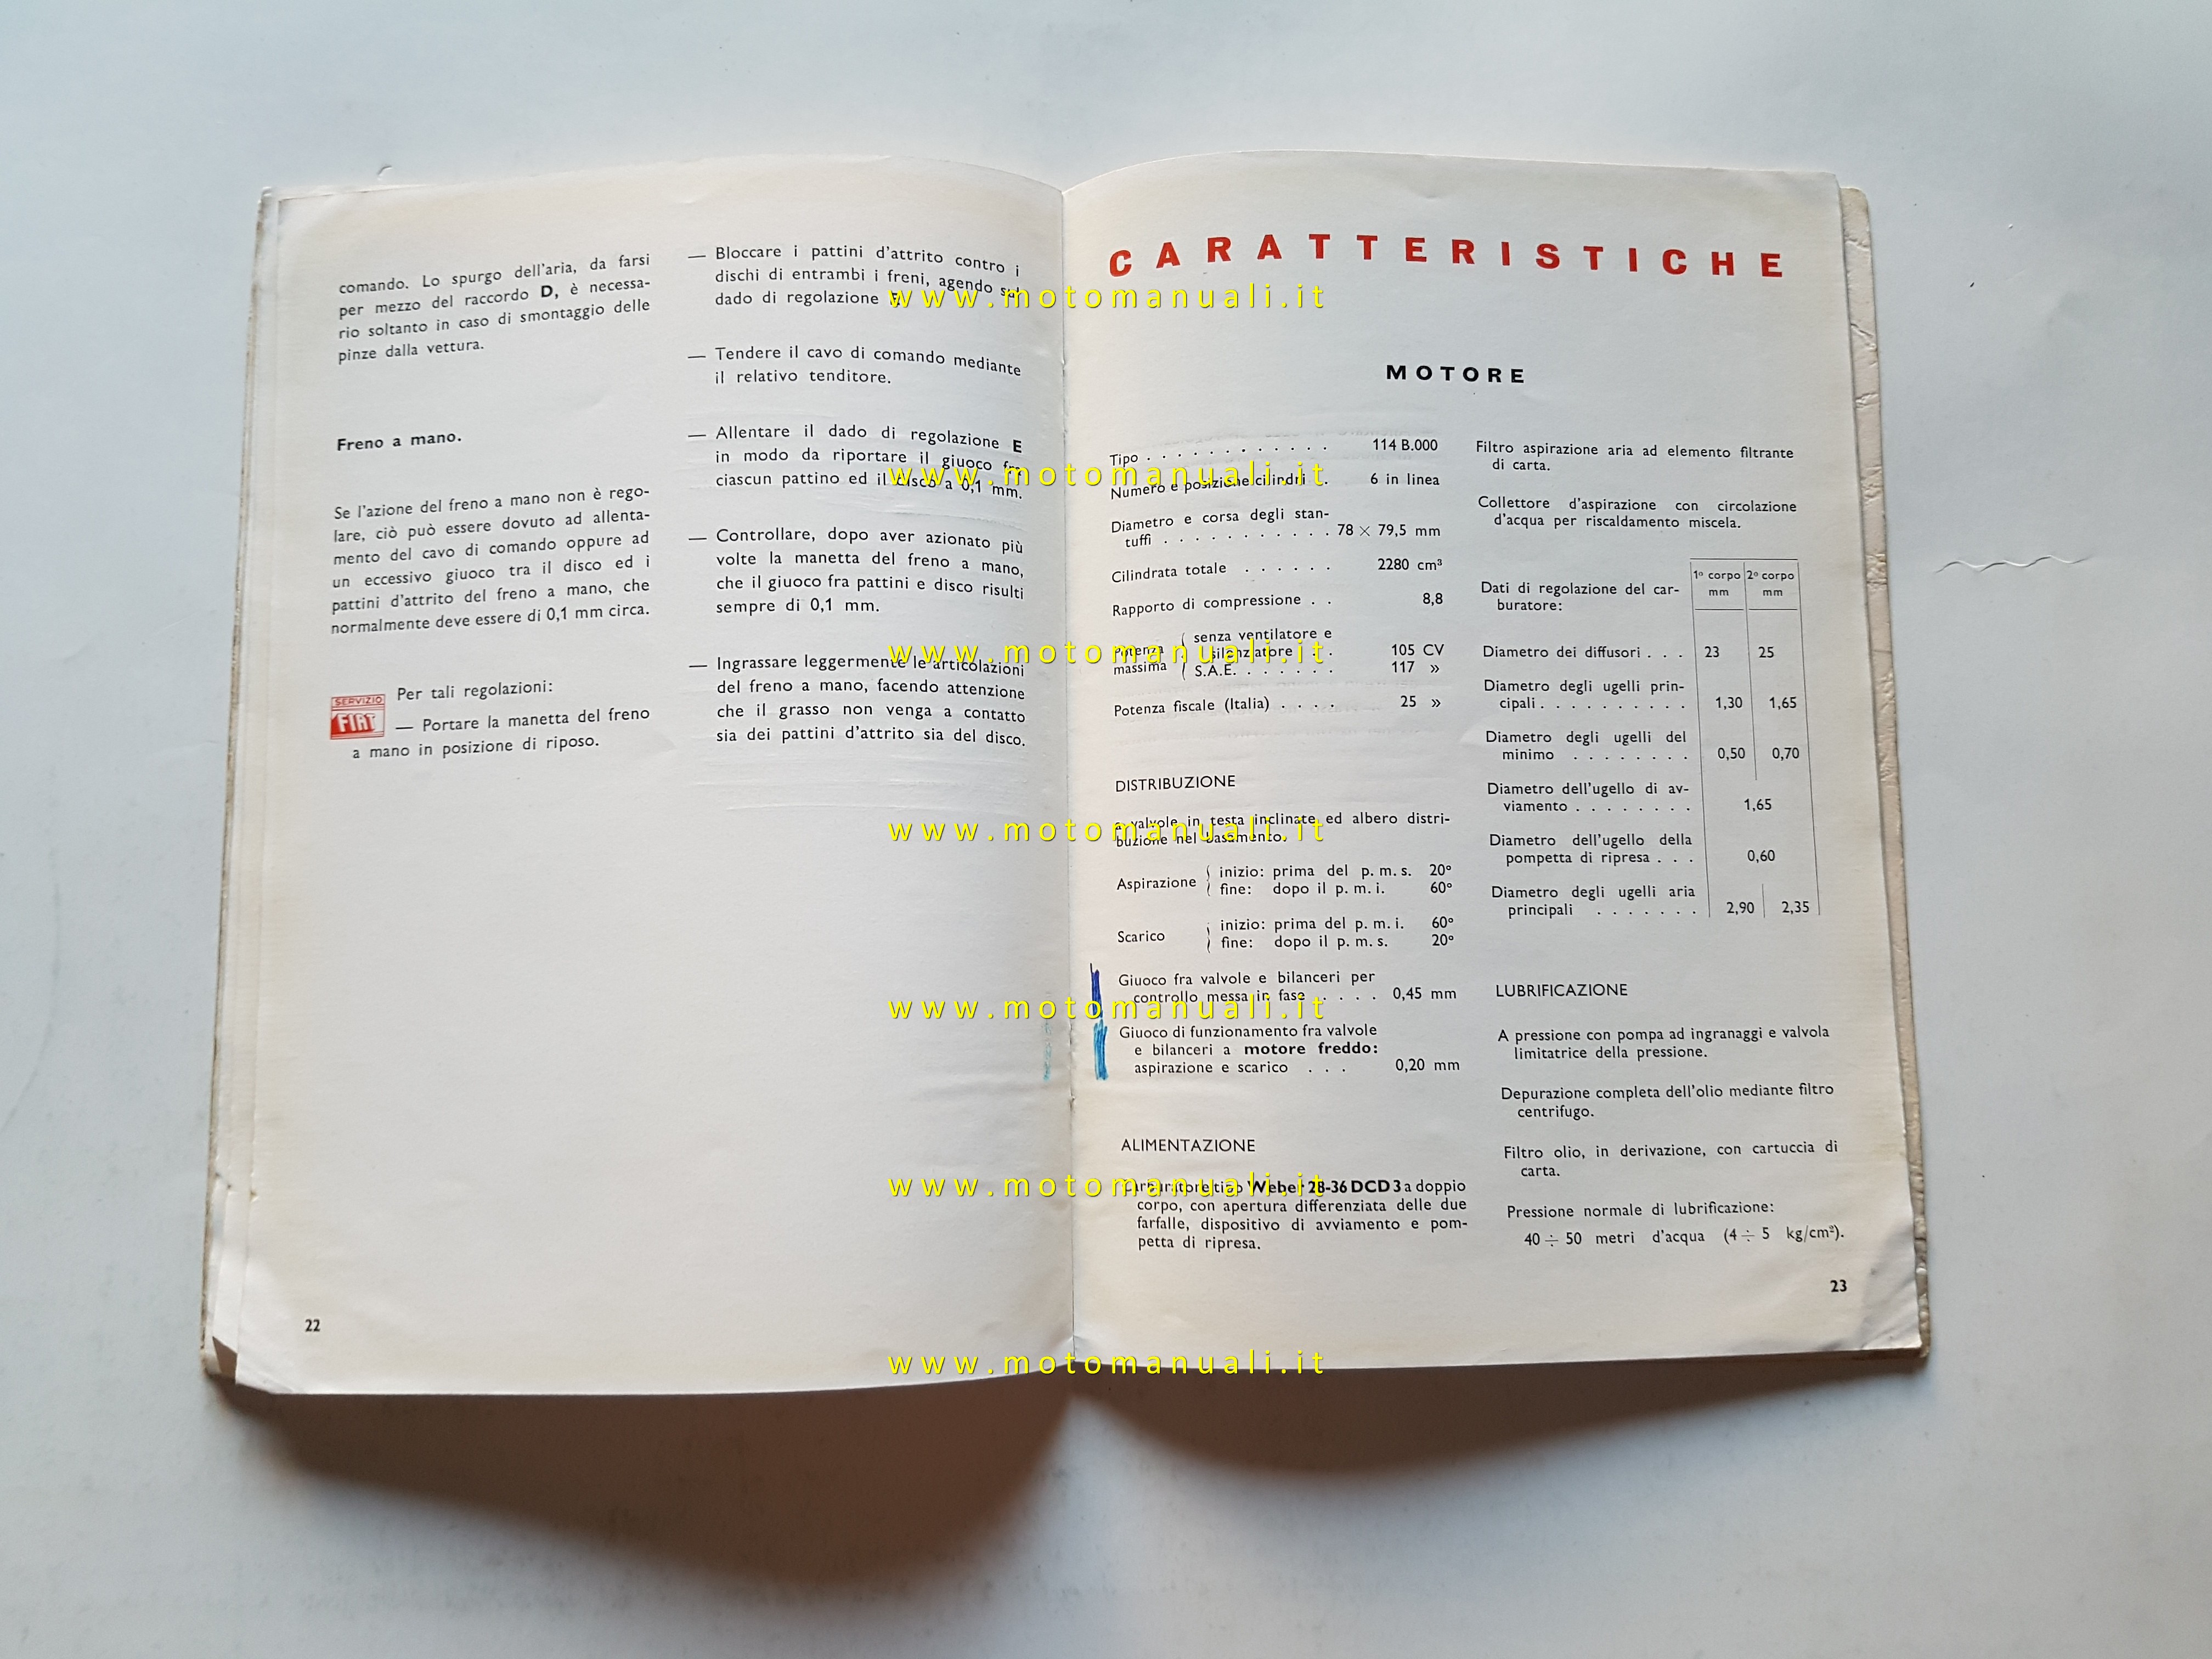 comando. Lo spurgo dell'aria, da farsi
per mezzo del raccordo D, è necessa-
rio soltanto in caso di smontaggio delle
pinze dalla vettura.
Freno a mano.
Se l'azione del freno a mano non è rego-
lare, ciò può essere dovuto ad allenta-
mento del cavo di comando oppure ad
un eccessivo giuoco tra il disco ed i
pattini d'attrito del freno a mano, che
normalmente deve essere di 0,1 mm circa.
SERVIZIO
FIAT
Per tali regolazioni:
— Portare la manetta del freno
a mano in posizione di riposo.
22
— Bloccare i pattini d'attrito contro i
dischi di entrambi i freni, agendo sul
dado di regolazione
— Tendere il cavo di comando mediante
il relativo tenditore.
— Allentare il dado di regolazione E
in modo da riportare il giuoco fra
ciascun pattino ed il disco a 0,1 mm.
— Controllare, dopo aver azionato più
volte la manetta del freno a mano,
che il giuoco fra pattini e disco risulti
sempre di 0,1 mm.
— Ingrassare leggermente le articolazioni
del freno a mano, facendo attenzione
che il grasso non venga a contatto
sia dei pattini d'attrito sia del disco.
CARATTERISTICHE
MOTORE
Tipo . . . . . . . . . . . . 114 B.000
Numero e posizione cilindri . 6 in linea
Diametro e corsa degli stan-
tuffi . . . . . . . . . . . 78 × 79,5 mm
Cilindrata totale . . . . . . 2280 cm³
Rapporto di compressione . . 8,8
Potenza massima { senza ventilatore e
silenziatore . . 105 CV
S.A.E. . . . . . . 117 »
Potenza fiscale (Italia) . . . . 25 »
DISTRIBUZIONE
a valvole in testa inclinate ed albero distri-
buzione nel basamento.
Aspirazione { inizio: prima del p. m. s. 20°
fine: dopo il p. m. i. 60°
Scarico { inizio: prima del p. m. i. 60°
fine: dopo il p. m. s. 20°
Giuoco fra valvole e bilanceri per
controllo messa in fase . . . . 0,45 mm
Giuoco di funzionamento fra valvole
e bilanceri a motore freddo:
aspirazione e scarico . . . 0,20 mm
ALIMENTAZIONE
Carburatore tipo Weber 28-36 DCD 3 a doppio
corpo, con apertura differenziata delle due
farfalle, dispositivo di avviamento e pom-
petta di ripresa.
Filtro aspirazione aria ad elemento filtrante
di carta.
Collettore d'aspirazione con circolazione
d'acqua per riscaldamento miscela.
Dati di regolazione del car-
buratore:
1° corpo mm
2° corpo mm
Diametro dei diffusori . . . 23 25
Diametro degli ugelli prin-
cipali . . . . . . . . . . 1,30 1,65
Diametro degli ugelli del
minimo . . . . . . . . 0,50 0,70
Diametro dell'ugello di av-
viamento . . . . . . . . 1,65
Diametro dell'ugello della
pompetta di ripresa . . . 0,60
Diametro degli ugelli aria
principali . . . . . . . 2,90 2,35
LUBRIFICAZIONE
A pressione con pompa ad ingranaggi e valvola
limitatrice della pressione.
Depurazione completa dell'olio mediante filtro
centrifugo.
Filtro olio, in derivazione, con cartuccia di
carta.
Pressione normale di lubrificazione:
40 ÷ 50 metri d'acqua (4 ÷ 5 kg/cm²).
23
www.motomanuali.it
www.motomanuali.it
www.motomanuali.it
www.motomanuali.it
www.motomanuali.it
www.motomanuali.it
www.motomanuali.it